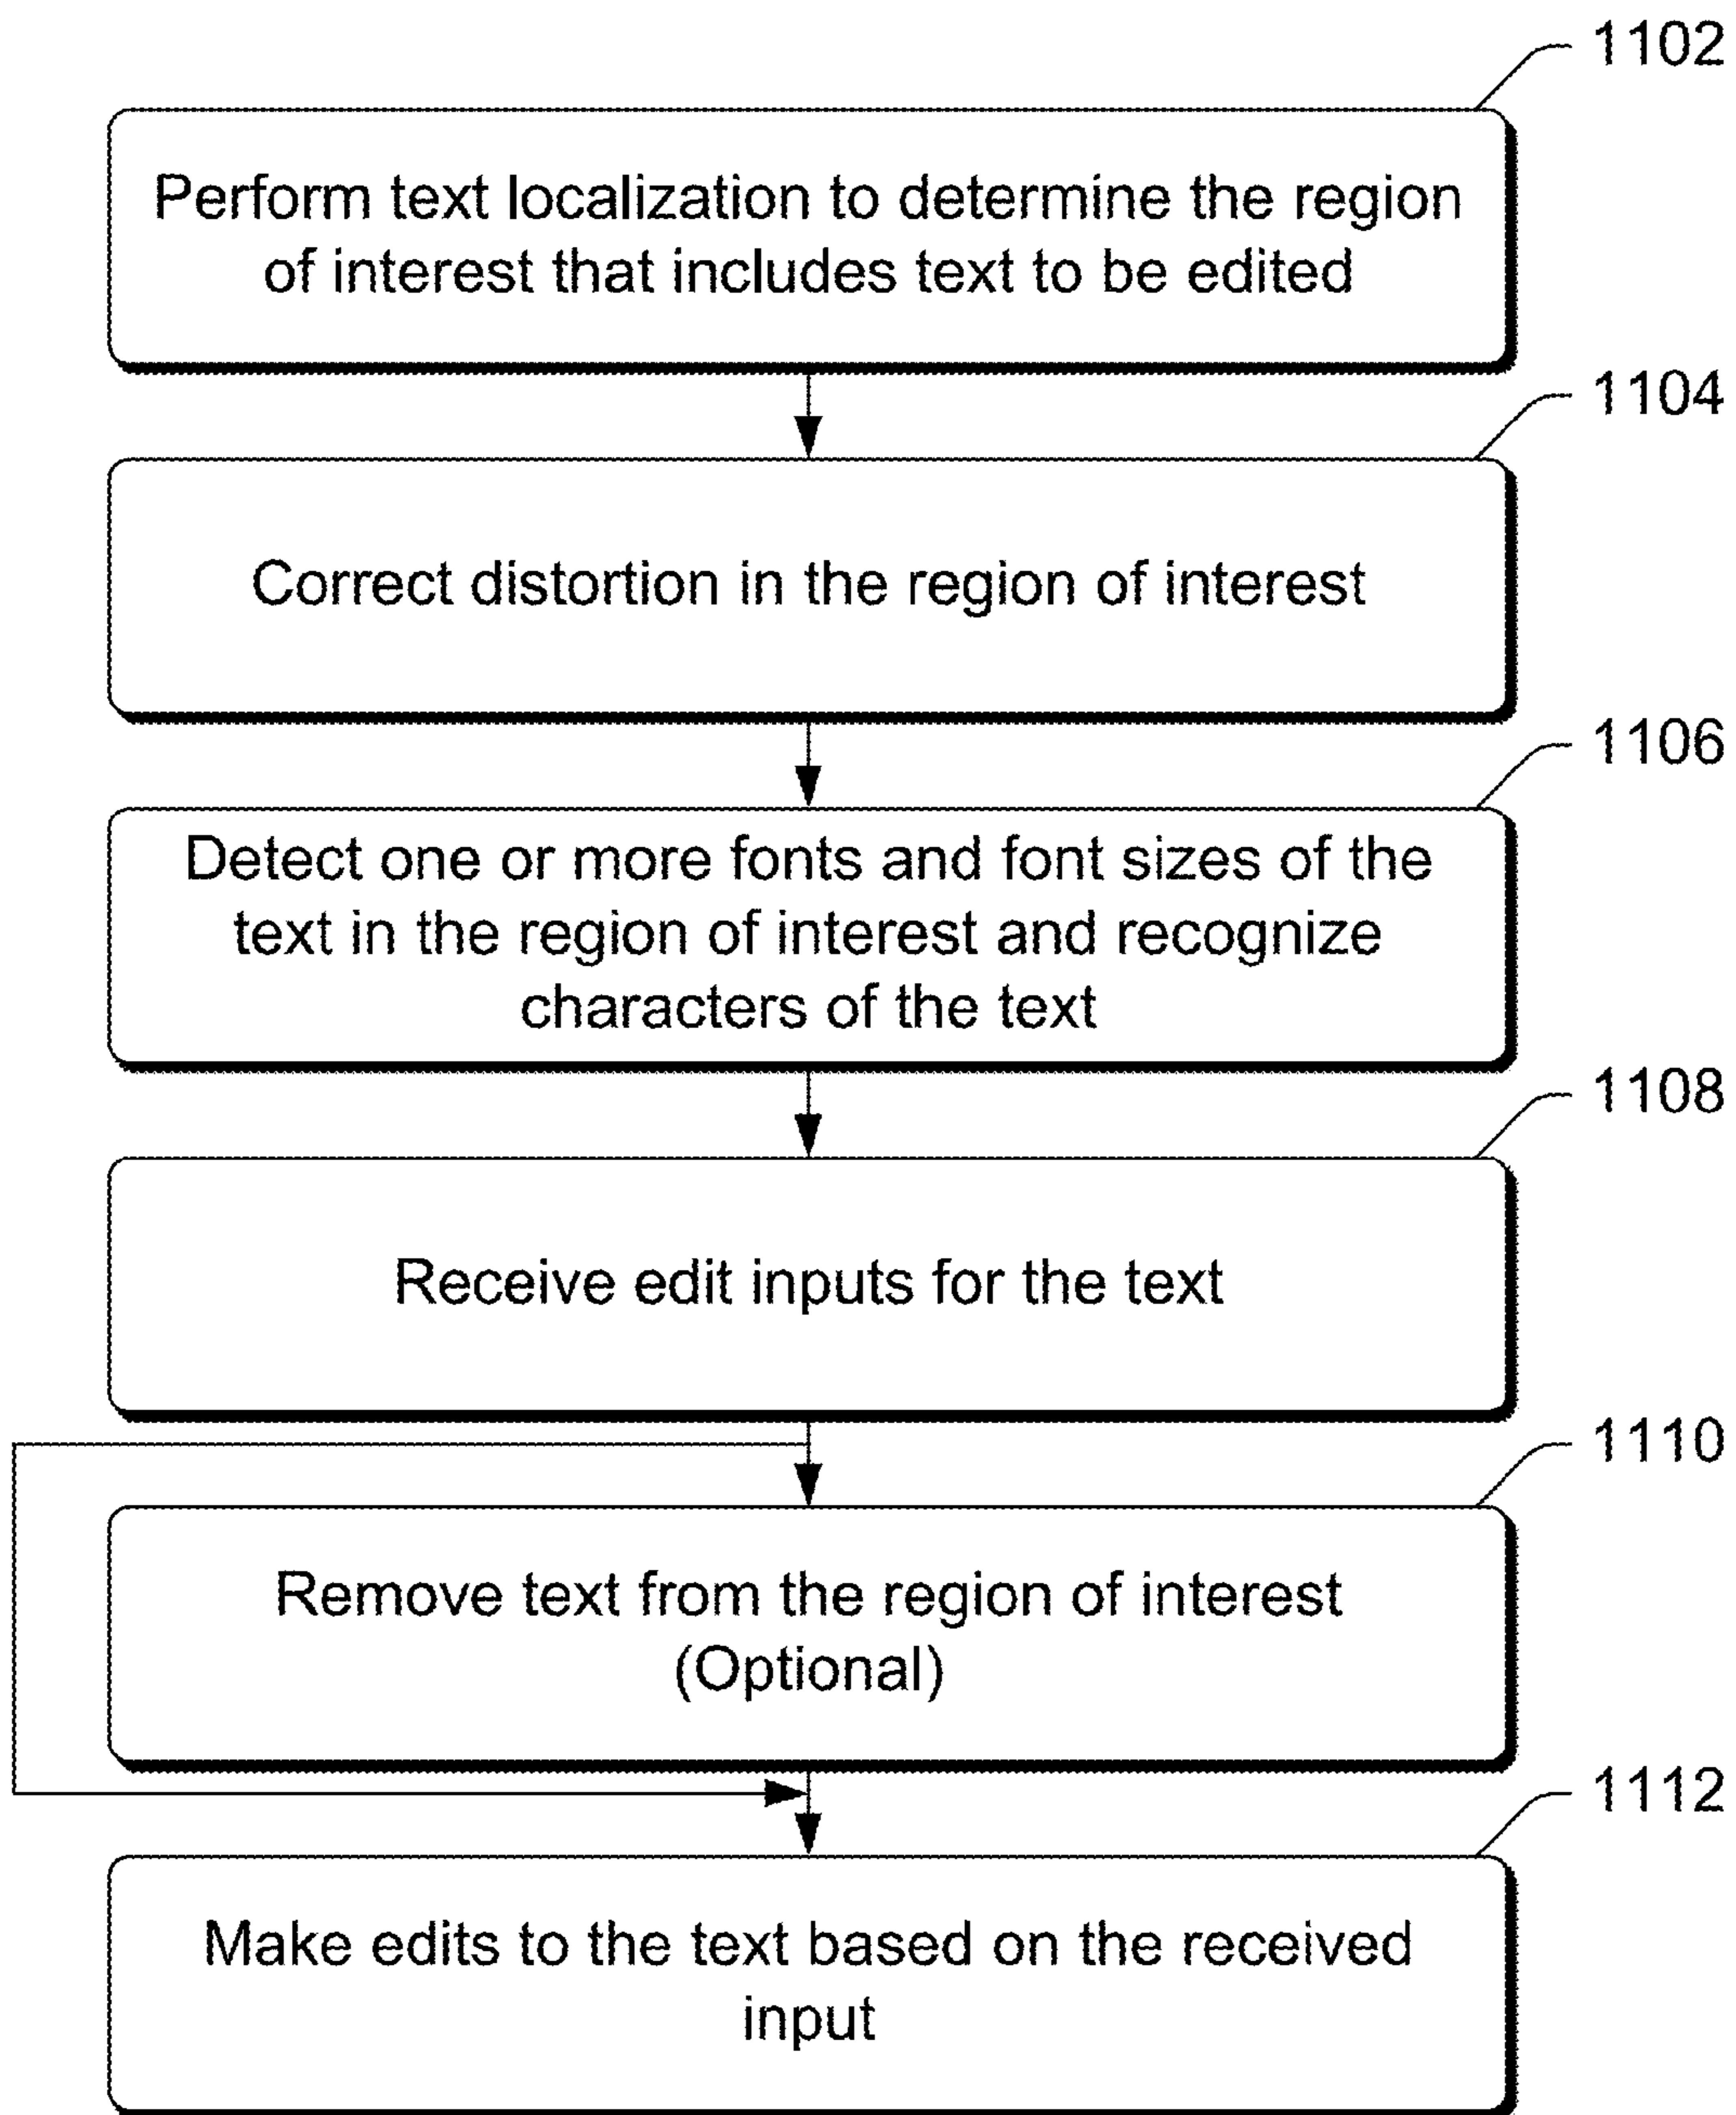 1102
Perform text localization to determine the region
of interest that includes text to be edited
1104
Correct distortion in the region of interest
1106
Detect one or more fonts and font sizes of the
text in the region of interest and recognize
characters of the text
1108
Receive edit inputs for the text
1110
Remove text from the region of interest
(Optional)
1112
Make edits to the text based on the received
input